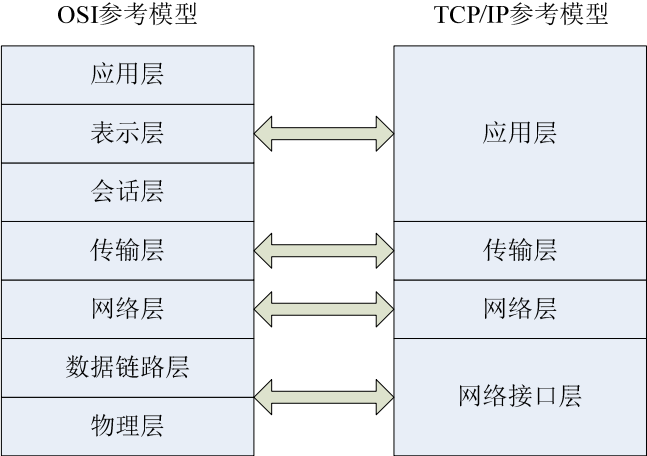 OSI参考模型
应用层
表示层
会话层
传输层
网络层
数据链路层
物理层
TCP/IP参考模型
应用层
传输层
网络层
网络接口层